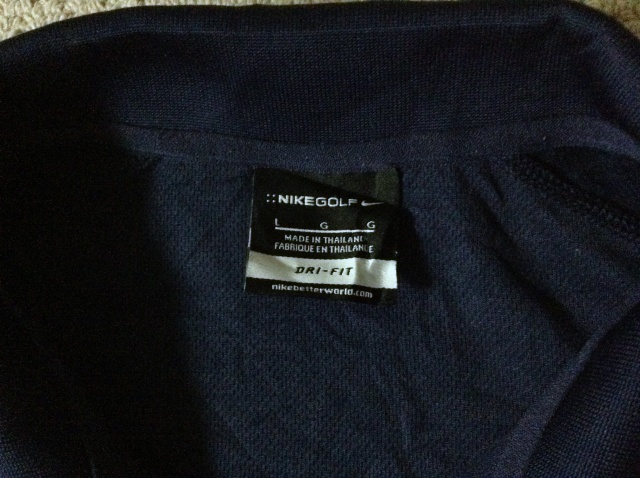 ::NIKEGOLF
L G G
MADE IN THAILAND
FABRIQUE EN THAILANDE
DRI-FIT
nikebetterworld.com